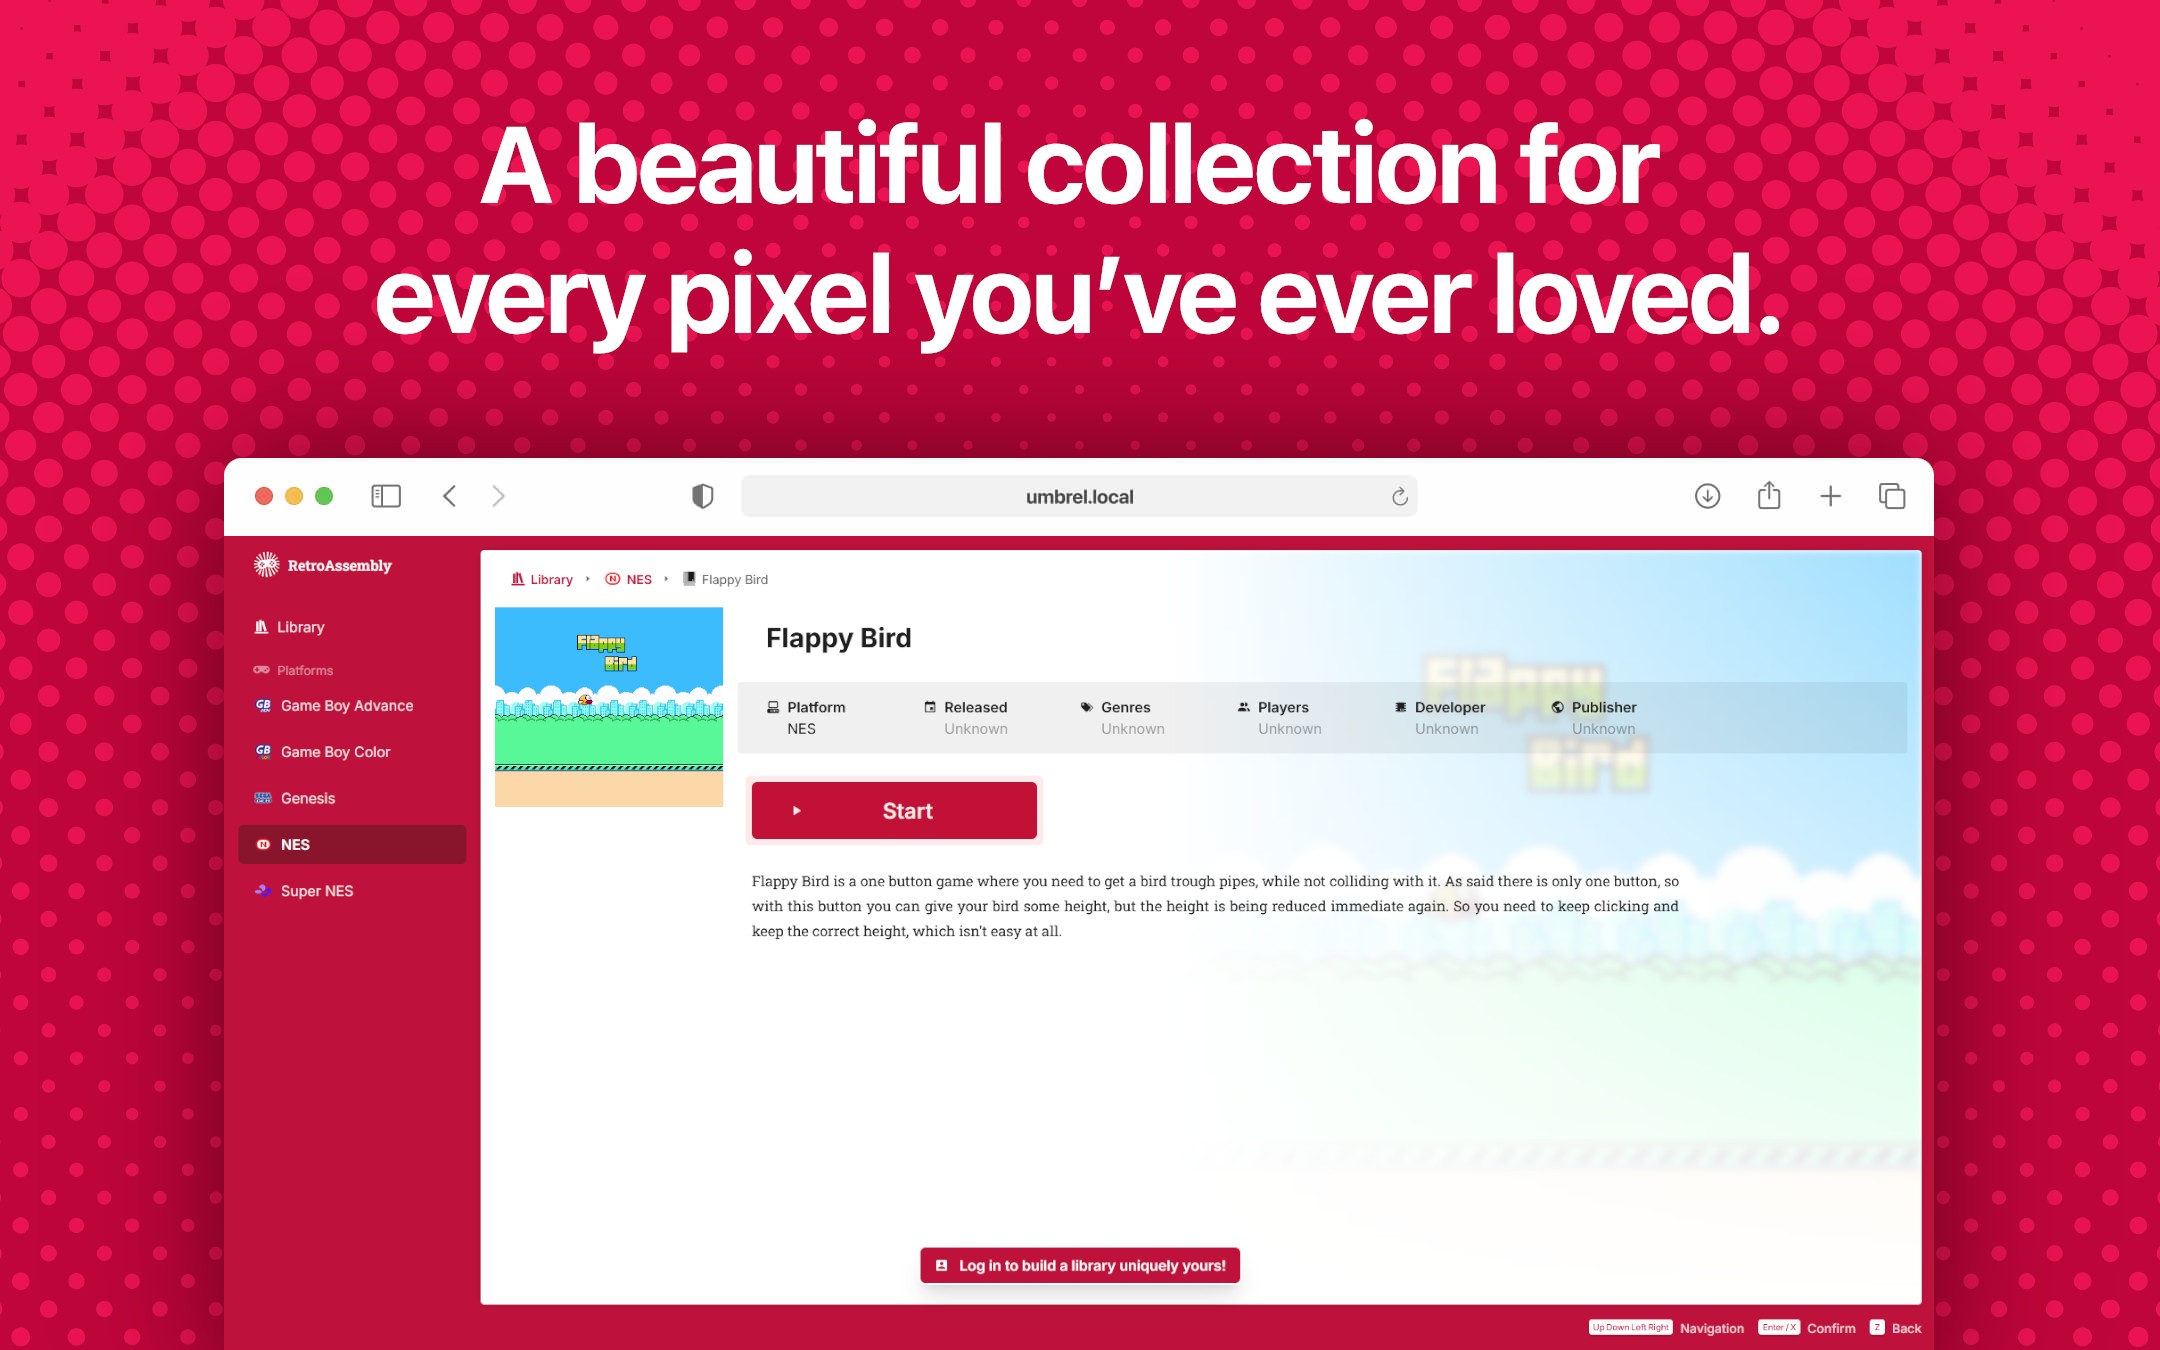 A beautiful collection for
every pixel you’ve ever loved.
umbrel.local
RetroAssembly
Library
Platforms
Game Boy Advance
Game Boy Color
Genesis
NES
Super NES
Library NES Flappy Bird
Flappy
Bird
Flappy Bird
Platform Released Genres Players Developer Publisher
NES Unknown Unknown Unknown Unknown Unknown
Flappy
Bird
Start
Flappy Bird is a one button game where you need to get a bird trough pipes, while not colliding with it. As said there is only one button, so
with this button you can give your bird some height, but the height is being reduced immediate again. So you need to keep clicking and
keep the correct height, which isn't easy at all.
Log in to build a library uniquely yours!
Up Down Left Right Navigation Enter / X Confirm Z Back